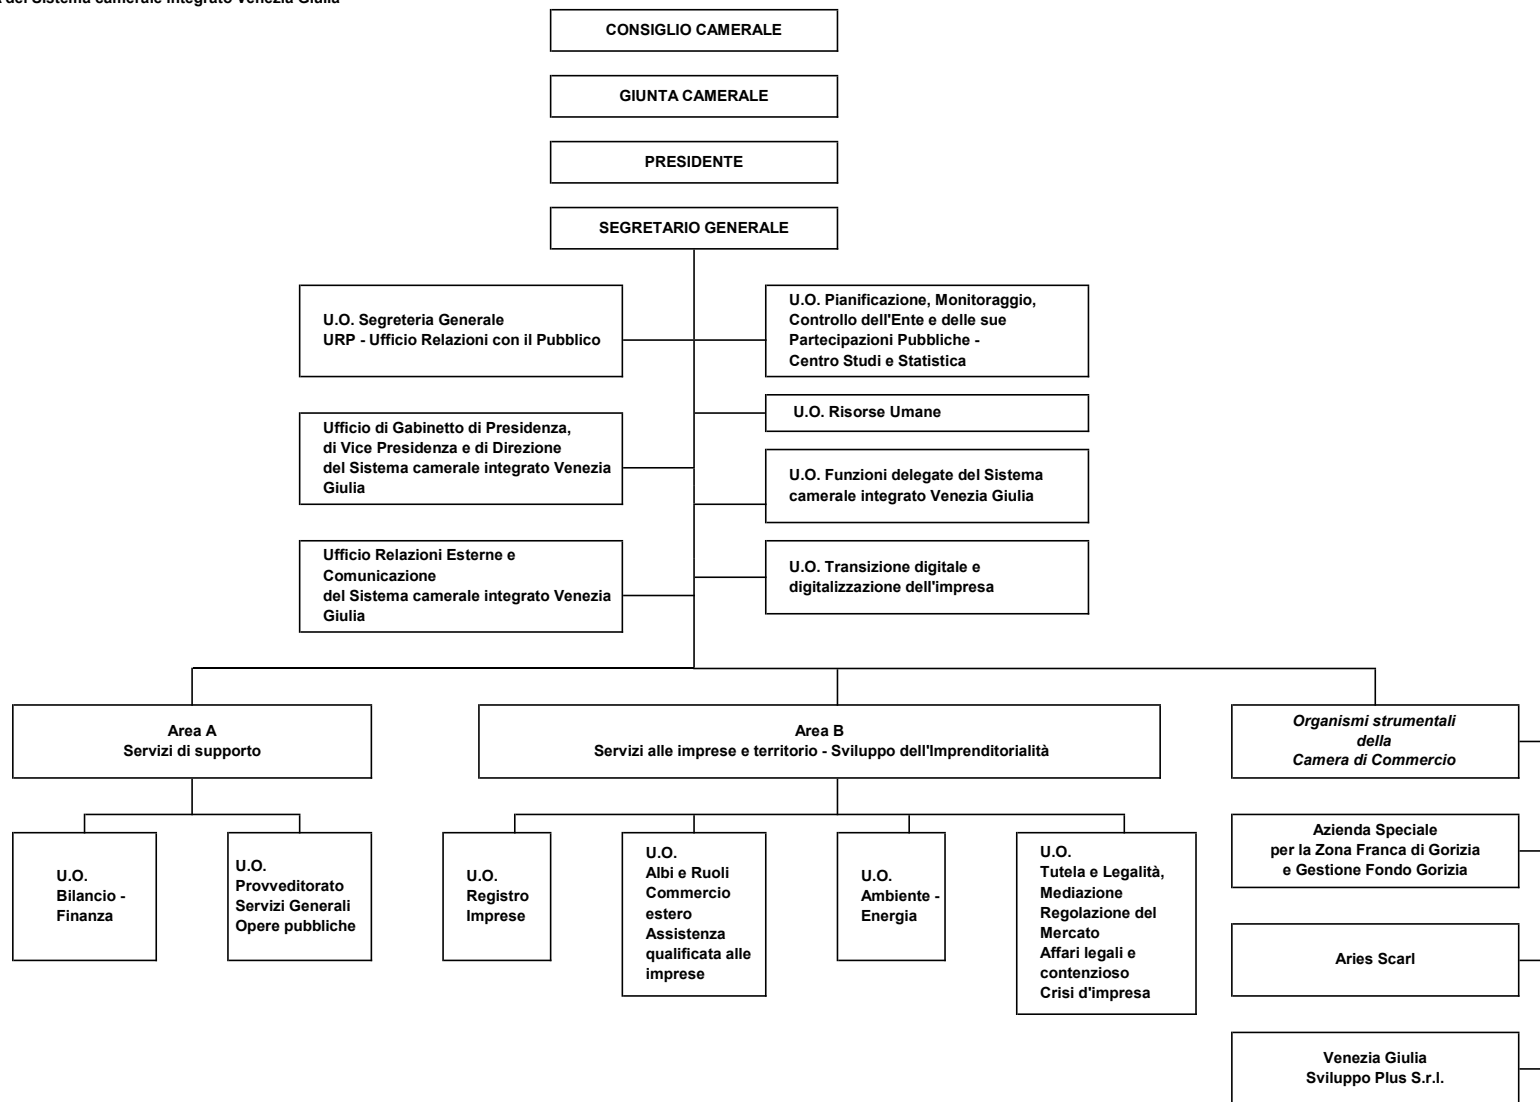 del Sistema camerale integrato Venezia Giulia
CONSIGLIO CAMERALE
GIUNTA CAMERALE
PRESIDENTE
SEGRETARIO GENERALE
U.O. Segreteria Generale
URP - Ufficio Relazioni con il Pubblico
U.O. Pianificazione, Monitoraggio,
Controllo dell'Ente e delle sue
Partecipazioni Pubbliche -
Centro Studi e Statistica
U.O. Risorse Umane
Ufficio di Gabinetto di Presidenza,
di Vice Presidenza e di Direzione
del Sistema camerale integrato Venezia
Giulia
U.O. Funzioni delegate del Sistema
camerale integrato Venezia Giulia
Ufficio Relazioni Esterne e
Comunicazione
del Sistema camerale integrato Venezia
Giulia
U.O. Transizione digitale e
digitalizzazione dell'impresa
Area A
Servizi di supporto
Area B
Servizi alle imprese e territorio - Sviluppo dell'Imprenditorialità
Organismi strumentali
della
Camera di Commercio
U.O.
Bilancio -
Finanza
U.O.
Provveditorato
Servizi Generali
Opere pubbliche
U.O.
Registro
Imprese
U.O.
Albi e Ruoli
Commercio
estero
Assistenza
qualificata alle
imprese
U.O.
Ambiente -
Energia
U.O.
Tutela e Legalità,
Mediazione
Regolazione del
Mercato
Affari legali e
contenzioso
Crisi d'impresa
Azienda Speciale
per la Zona Franca di Gorizia
e Gestione Fondo Gorizia
Aries Scarl
Venezia Giulia
Sviluppo Plus S.r.l.